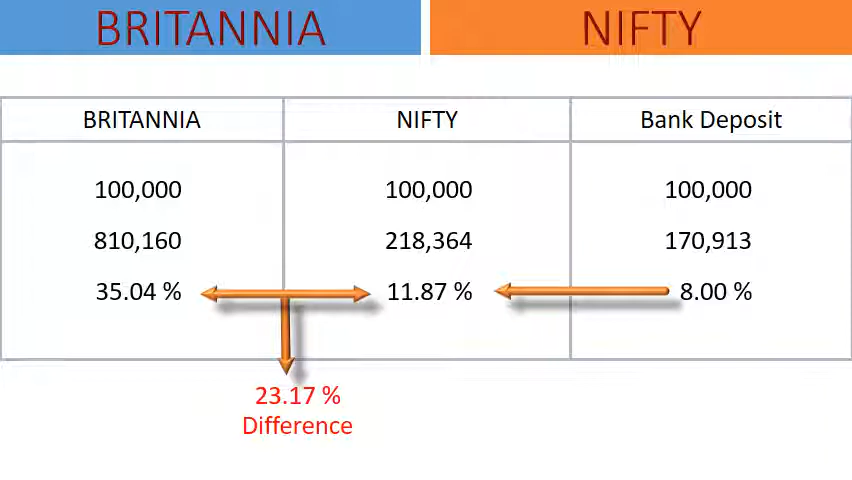 BRITANNIA NIFTY
BRITANNIA NIFTY Bank Deposit
100,000 100,000 100,000
810,160 218,364 170,913
35.04 % 11.87 % 8.00 %
23.17 %
Difference